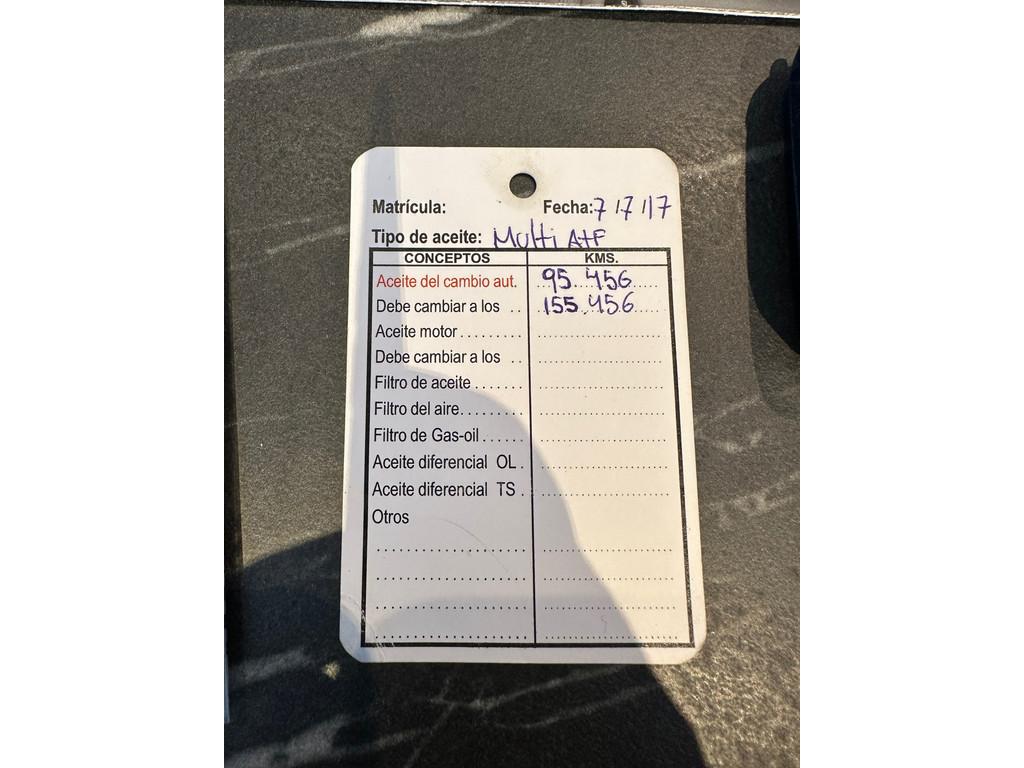 Matrícula: Fecha: 7/7/17
Tipo de aceite: Multi ATF
CONCEPTOS KMS.
Aceite del cambio aut. 95.456
Debe cambiar a los .. 155.456
Aceite motor ........
Debe cambiar a los ..
Filtro de aceite ......
Filtro del aire.........
Filtro de Gas-oil ......
Aceite diferencial OL .
Aceite diferencial TS .
Otros